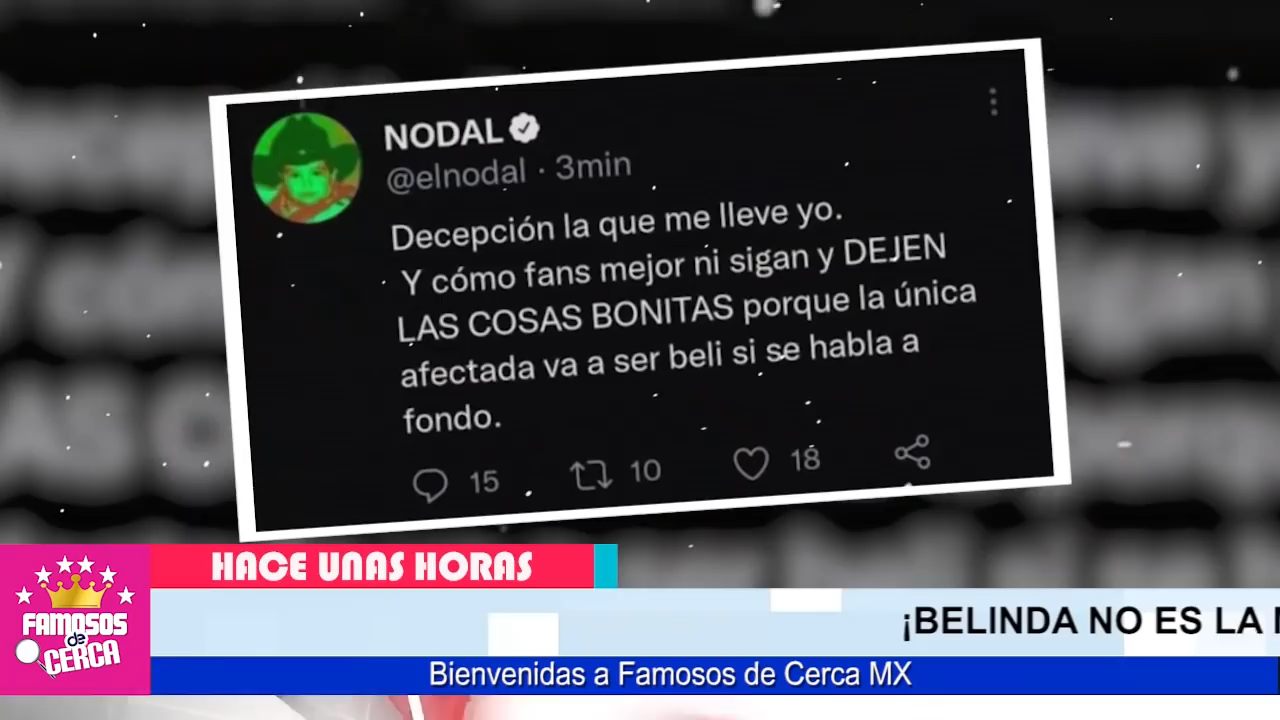 NODAL
@elnodal · 3min
Decepción la que me lleve yo.
Y cómo fans mejor ni sigan y DEJEN
LAS COSAS BONITAS porque la única
afectada va a ser beli si se habla a
fondo.
15 10 18
HACE UNAS HORAS
FAMOSOS
de
CERCA
¡BELINDA NO ES LA
Bienvenidas a Famosos de Cerca MX